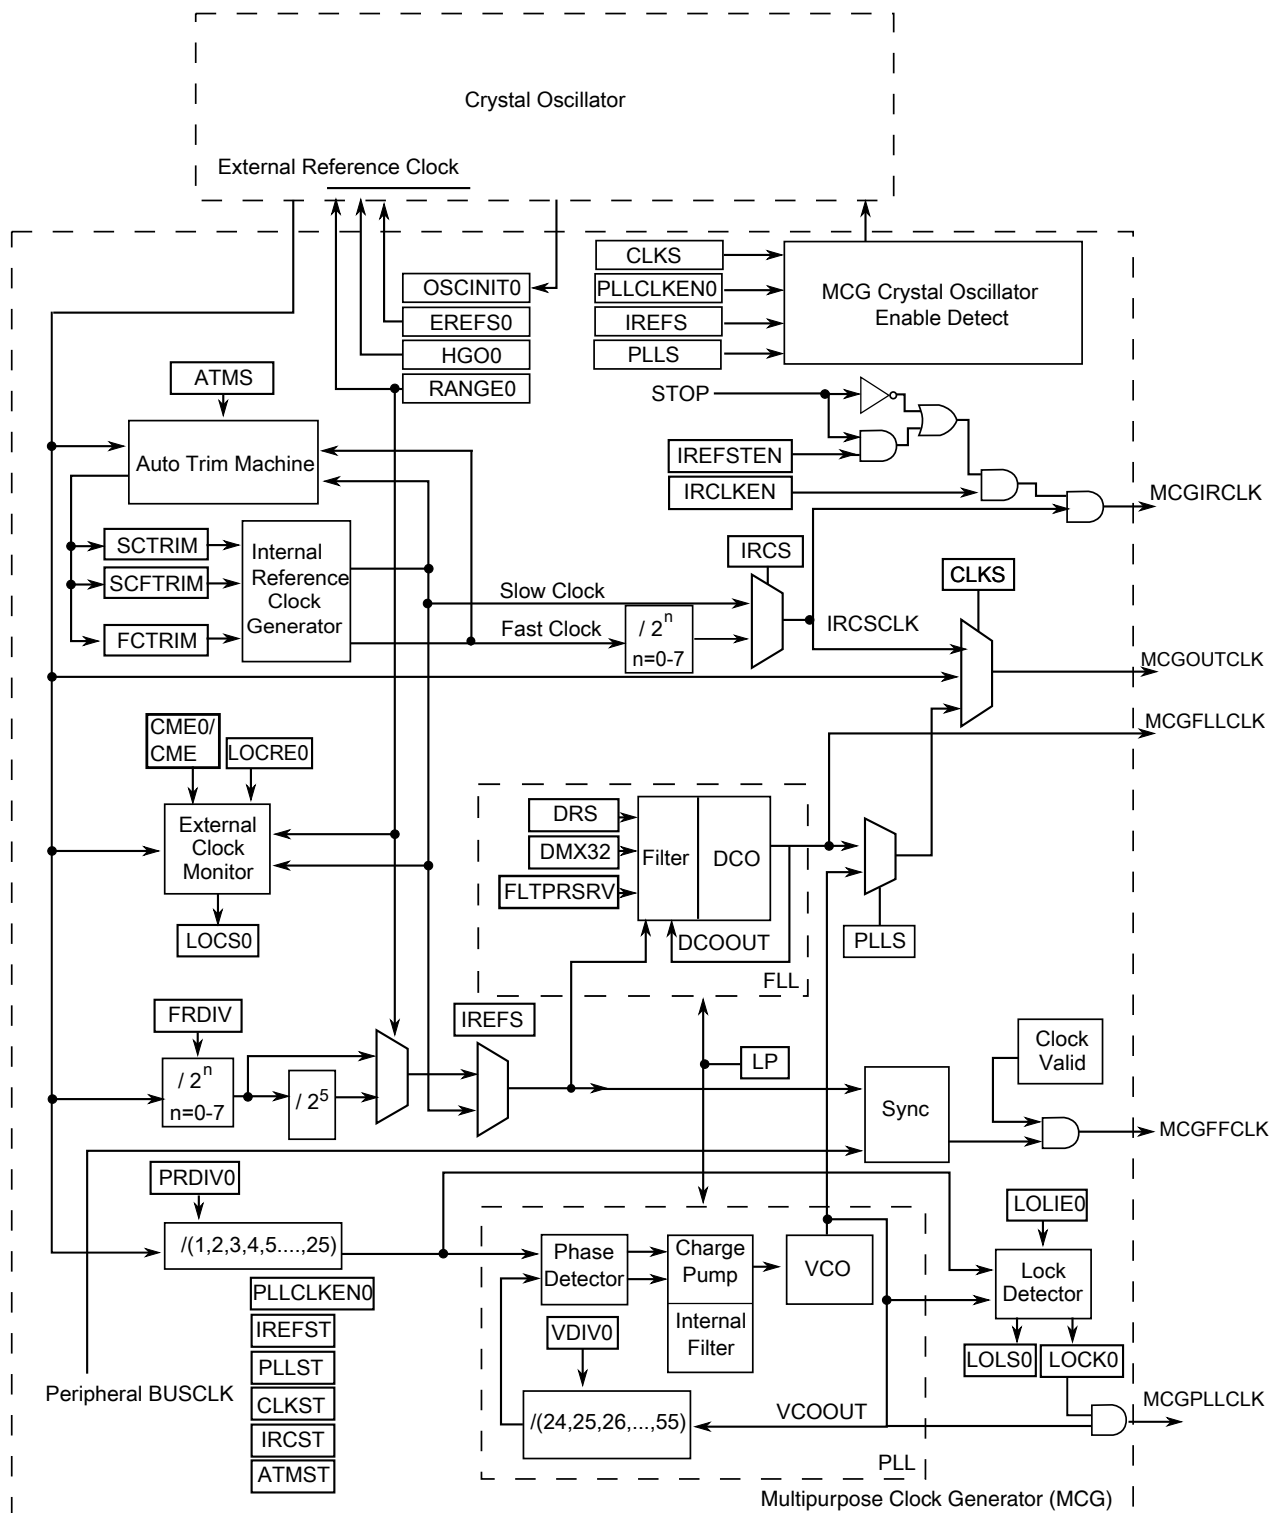 Crystal Oscillator
External Reference Clock
OSCINIT0
EREFS0
HGO0
RANGE0
CLKS
PLLCLKEN0
IREFS
PLLS
MCG Crystal Oscillator
Enable Detect
STOP
IREFSTEN
IRCLKEN
MCGIRCLK
ATMS
Auto Trim Machine
SCTRIM
SCFTRIM
FCTRIM
Internal
Reference
Clock
Generator
Slow Clock
Fast Clock
/ 2n
n=0-7
IRCS
IRCSCLK
CLKS
MCGOUTCLK
MCGFLLCLK
CME0/
CME
LOCRE0
External
Clock
Monitor
LOCS0
DRS
DMX32
FLTPRSRV
Filter
DCO
DCOOUT
FLL
PLLS
FRDIV
/ 2n
n=0-7
/ 25
IREFS
LP
Clock
Valid
Sync
MCGFFCLK
PRDIV0
/(1,2,3,4,5....,25)
PLLCLKEN0
IREFST
PLLST
CLKST
IRCST
ATMST
Peripheral BUSCLK
Phase
Detector
Charge
Pump
Internal
Filter
VCO
VDIV0
/(24,25,26,...,55)
VCOOUT
PLL
LOLIE0
Lock
Detector
LOLS0
LOCK0
MCGPLLCLK
Multipurpose Clock Generator (MCG)